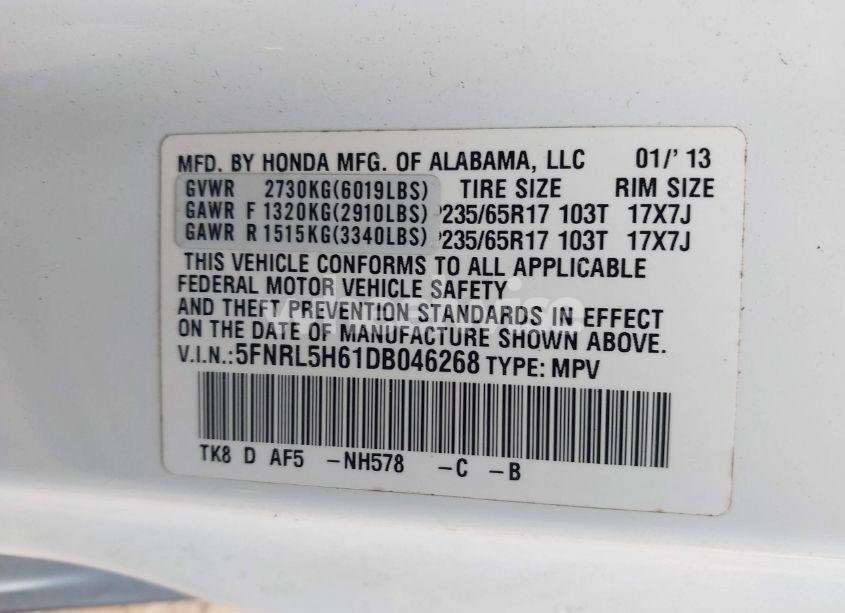 MFD. BY HONDA MFG. OF ALABAMA, LLC 01/' 13
GVWR 2730KG(6019LBS) TIRE SIZE RIM SIZE
GAWR F 1320KG(2910LBS) P235/65R17 103T 17X7J
GAWR R 1515KG(3340LBS) P235/65R17 103T 17X7J
THIS VEHICLE CONFORMS TO ALL APPLICABLE
FEDERAL MOTOR VEHICLE SAFETY
AND THEFT PREVENTION STANDARDS IN EFFECT
ON THE DATE OF MANUFACTURE SHOWN ABOVE.
V.I.N.:5FNRL5H61DB046268 TYPE: MPV
TK8 D AF5 -NH578 -C -B